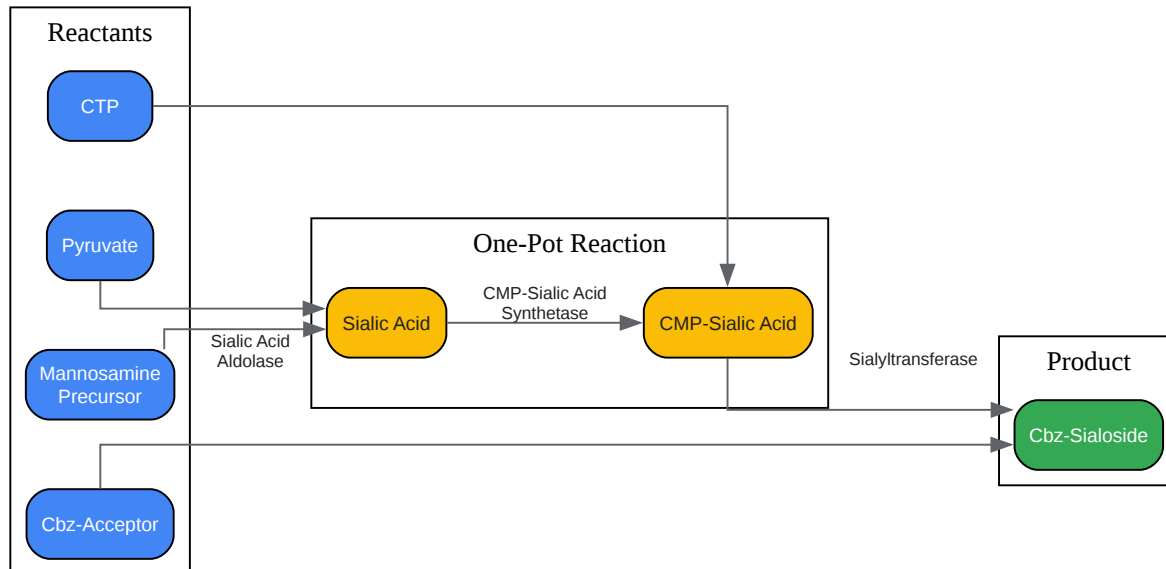 Reactants
CTP
Pyruvate
Mannosamine
Precursor
Cbz-Acceptor
Sialic Acid
Aldolase
One-Pot Reaction
Sialic Acid
CMP-Sialic Acid
Synthetase
CMP-Sialic Acid
Sialyltransferase
Product
Cbz-Sialoside